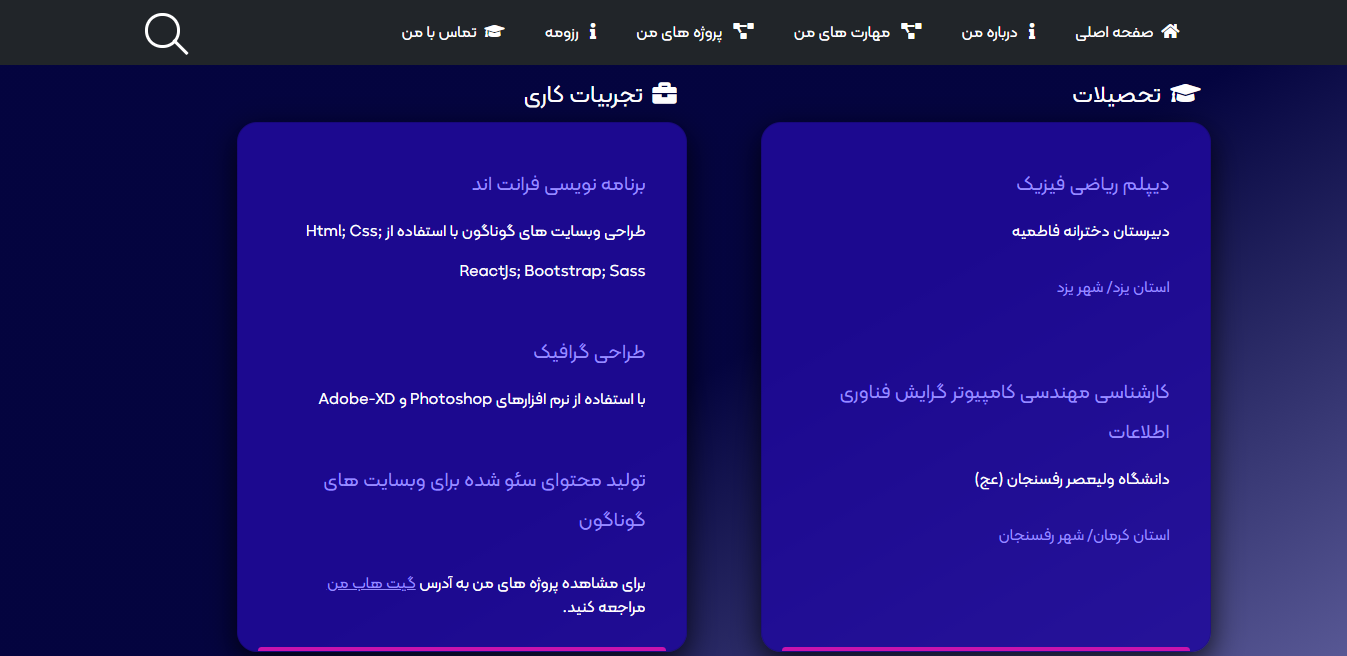 صفحه اصلی
درباره من
مهارت های من
پروژه های من
رزومه
تماس با من
تحصیلات
دیپلم ریاضی فیزیک
دبیرستان دخترانه فاطمیه
استان یزد/ شهر یزد
کارشناسی مهندسی کامپیوتر گرایش فناوری
اطلاعات
دانشگاه ولیعصر رفسنجان (عج)
استان کرمان/ شهر رفسنجان
تجربیات کاری
برنامه نویسی فرانت اند
طراحی وبسایت های گوناگون با استفاده از Html; Css;
ReactJs; Bootstrap; Sass
طراحی گرافیک
با استفاده از نرم افزارهای Photoshop و Adobe-XD
تولید محتوای سئو شده برای وبسایت های
گوناگون
برای مشاهده پروژه های من به آدرس گیت هاب من
مراجعه کنید.